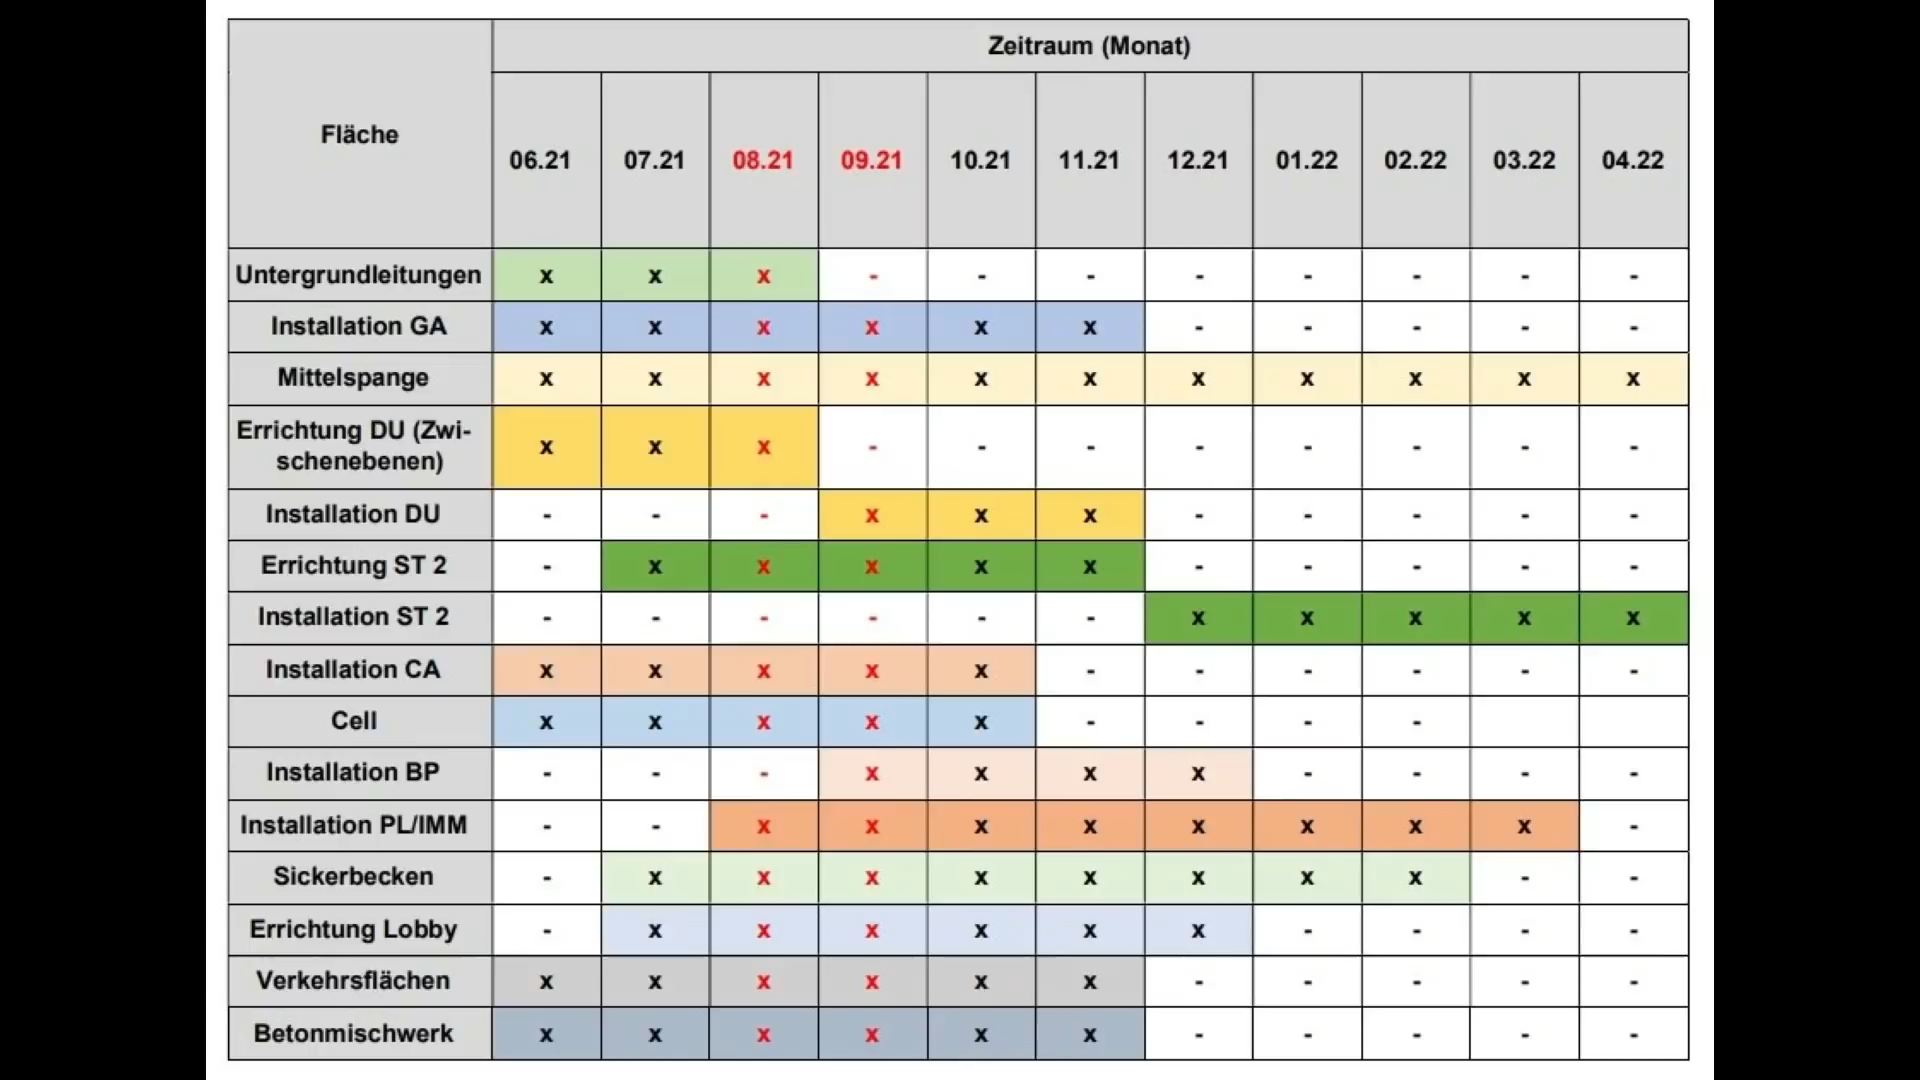 Zeitraum (Monat)
Fläche
06.21 07.21 08.21 09.21 10.21 11.21 12.21 01.22 02.22 03.22 04.22
Untergrundleitungen x x x - - - - - - - -
Installation GA x x x x x x - - - - -
Mittelspange x x x x x x x x x x x
Errichtung DU (Zwi-
schenebenen) x x x - - - - - - - -
Installation DU - - - x x x - - - - -
Errichtung ST 2 - x x x x x - - - - -
Installation ST 2 - - - - - - x x x x x
Installation CA x x x x x - - - - - -
Cell x x x x x - - - -
Installation BP - - - x x x x - - - -
Installation PL/IMM - - x x x x x x x x -
Sickerbecken - x x x x x x x x - -
Errichtung Lobby - x x x x x x - - - -
Verkehrsflächen x x x x x x - - - - -
Betonmischwerk x x x x x x - - - - -